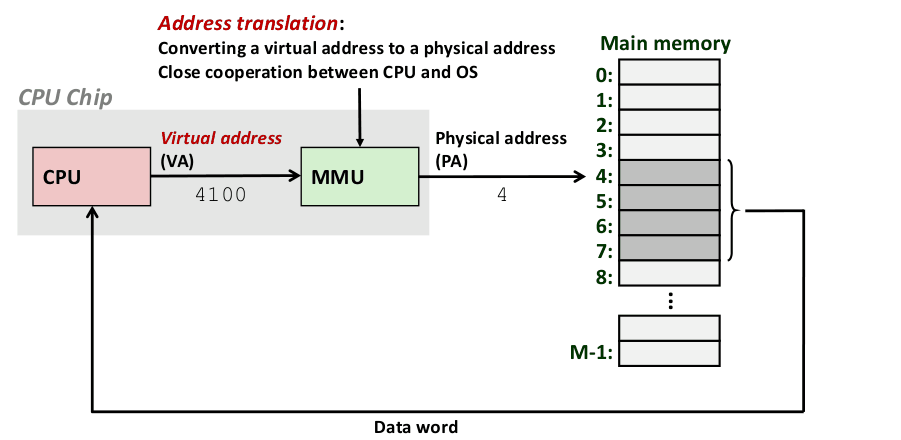 Address translation:
Converting a virtual address to a physical address
Close cooperation between CPU and OS
Main memory
CPU Chip
Virtual address
(VA)
Physical address
(PA)
CPU
MMU
4100
4
0:
1:
2:
3:
4:
5:
6:
7:
8:
...
M-1:
Data word